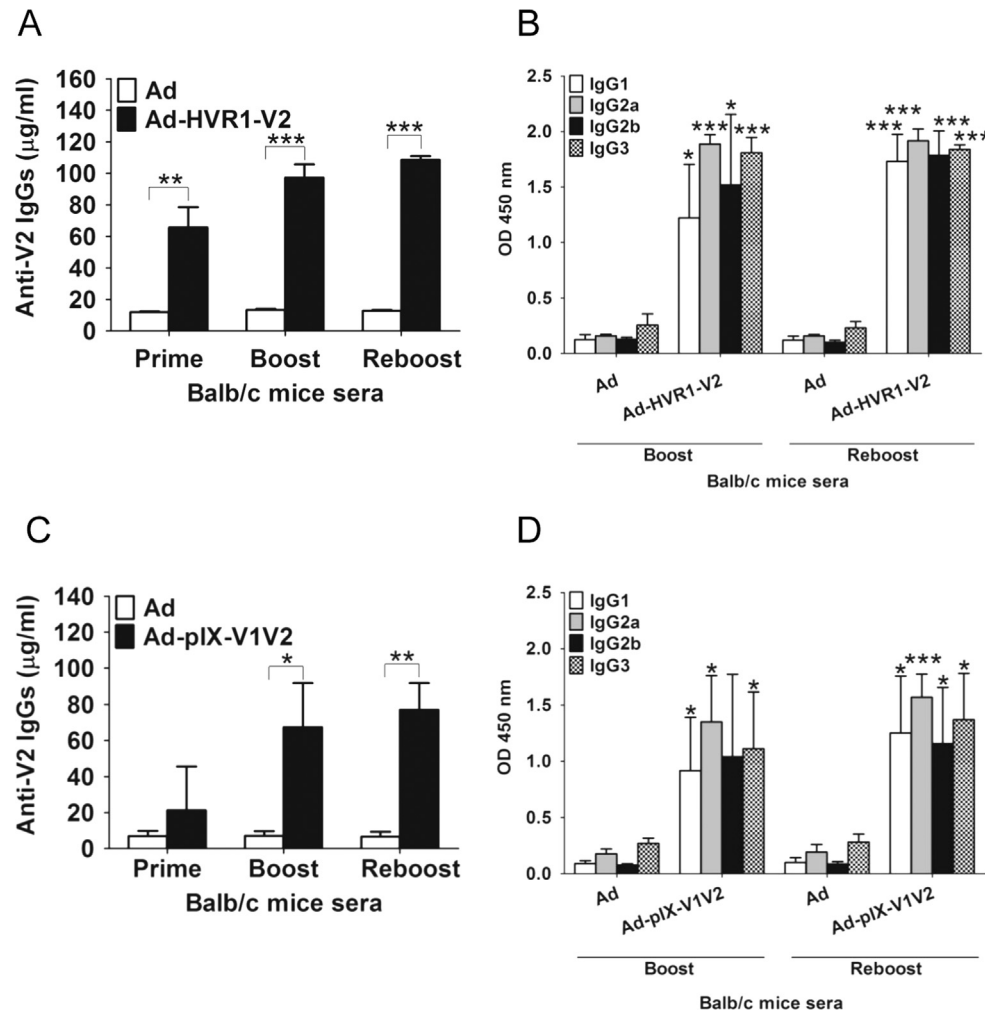 A
Anti-V2 IgGs (μg/ml)
160
140
120
100
80
60
40
20
0
Ad
Ad-HVR1-V2
**
***
***
Prime Boost Reboost
Balb/c mice sera
B
OD 450 nm
2.5
2.0
1.5
1.0
0.5
0.0
IgG1
IgG2a
IgG2b
IgG3
*
***
*
***
***
***
***
***
Ad Ad-HVR1-V2 Ad Ad-HVR1-V2
Boost Reboost
Balb/c mice sera
C
Anti-V2 IgGs (μg/ml)
140
120
100
80
60
40
20
0
Ad
Ad-pIX-V1V2
*
**
Prime Boost Reboost
Balb/c mice sera
D
OD 450 nm
2.5
2.0
1.5
1.0
0.5
0.0
IgG1
IgG2a
IgG2b
IgG3
*
*
*
*
***
*
*
Ad Ad-pIX-V1V2 Ad Ad-pIX-V1V2
Boost Reboost
Balb/c mice sera